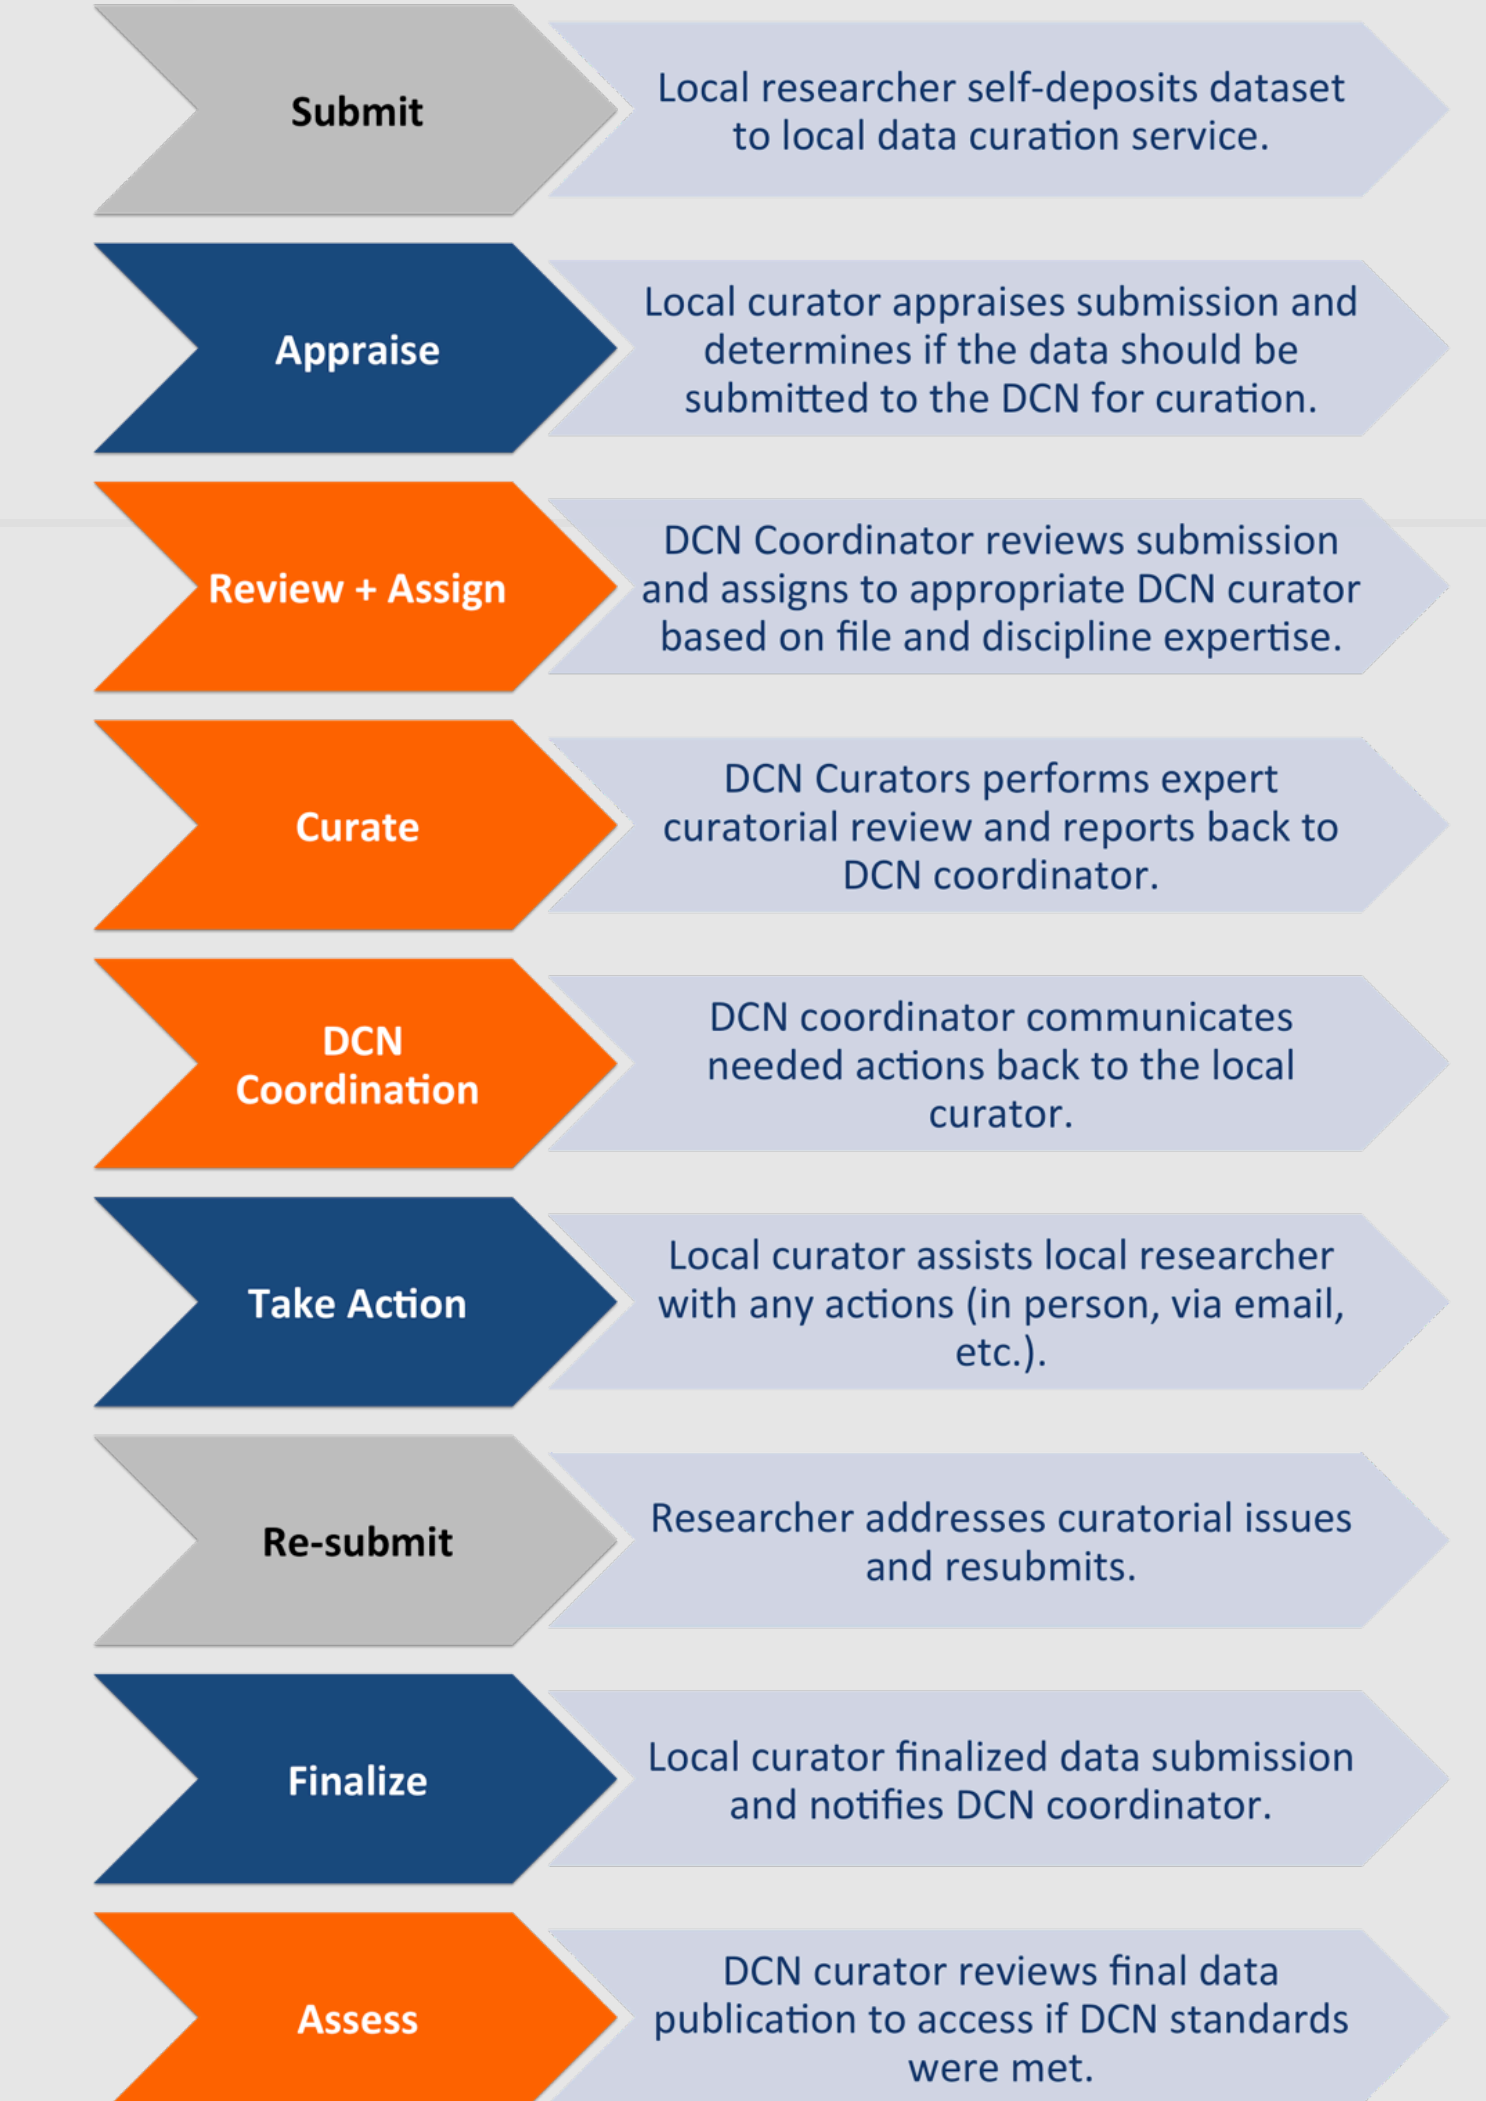 Submit
Local researcher self-deposits dataset
to local data curation service.
Appraise
Local curator appraises submission and
determines if the data should be
submitted to the DCN for curation.
Review + Assign
DCN Coordinator reviews submission
and assigns to appropriate DCN curator
based on file and discipline expertise.
Curate
DCN Curators performs expert
curatorial review and reports back to
DCN coordinator.
DCN
Coordination
DCN coordinator communicates
needed actions back to the local
curator.
Take Action
Local curator assists local researcher
with any actions (in person, via email,
etc.).
Re-submit
Researcher addresses curatorial issues
and resubmits.
Finalize
Local curator finalized data submission
and notifies DCN coordinator.
Assess
DCN curator reviews final data
publication to access if DCN standards
were met.